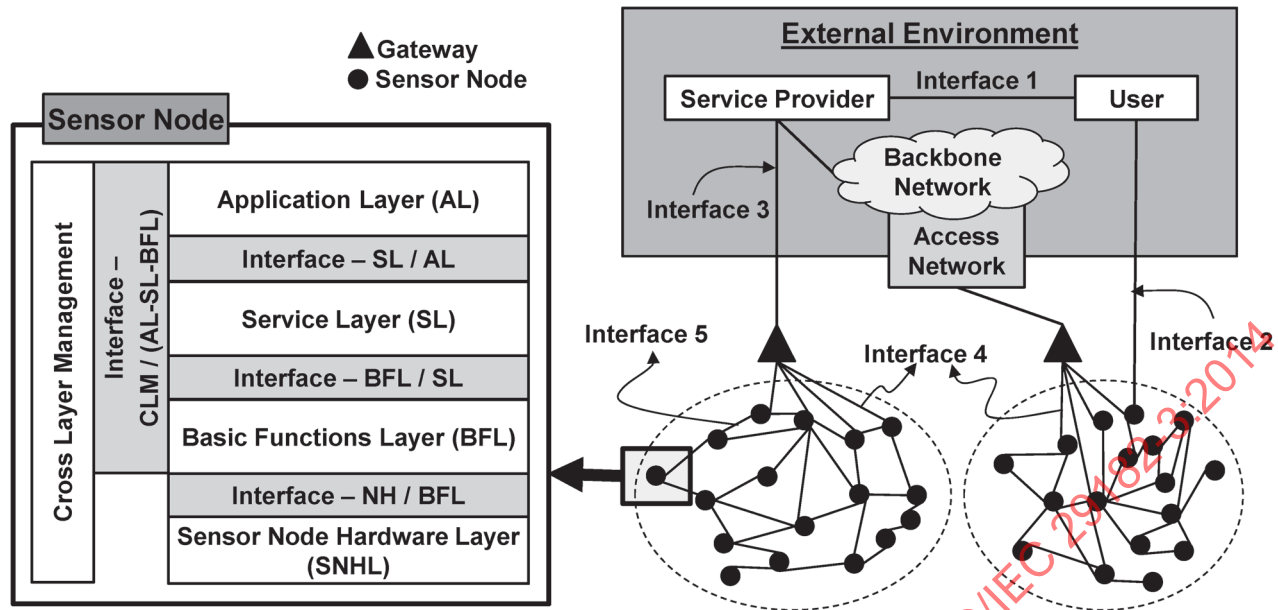 Gateway
Sensor Node
Sensor Node
Cross Layer Management
Interface –
CLM / (AL-SL-BFL)
Application Layer (AL)
Interface – SL / AL
Service Layer (SL)
Interface – BFL / SL
Basic Functions Layer (BFL)
Interface – NH / BFL
Sensor Node Hardware Layer
(SNHL)
External Environment
Service Provider
Interface 1
User
Backbone
Network
Interface 3
Access
Network
Interface 5
Interface 4
Interface 2
/IEC 29182-3:2014